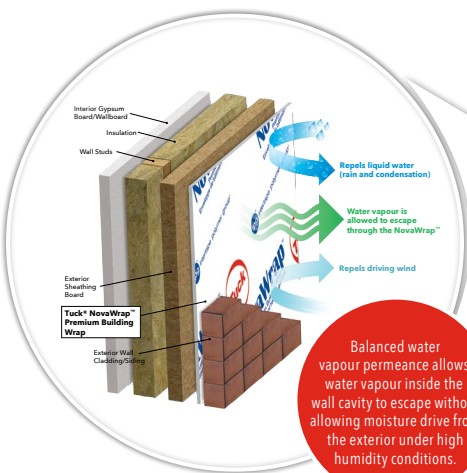 Interior Gypsum
Board/Wallboard
Insulation
Wall Studs
Repels liquid water
(rain and condensation)
Water vapour is
allowed to escape
through the NovaWrap™
Exterior
Sheathing
Board
Repels driving wind
Tuck® NovaWrap™
Premium Building
Wrap
Exterior Wall
Cladding/Siding
Tuck
Balanced water
vapour permeance allows
water vapour inside the
wall cavity to escape
allowing moisture drive
the exterior under high
humidity conditions.